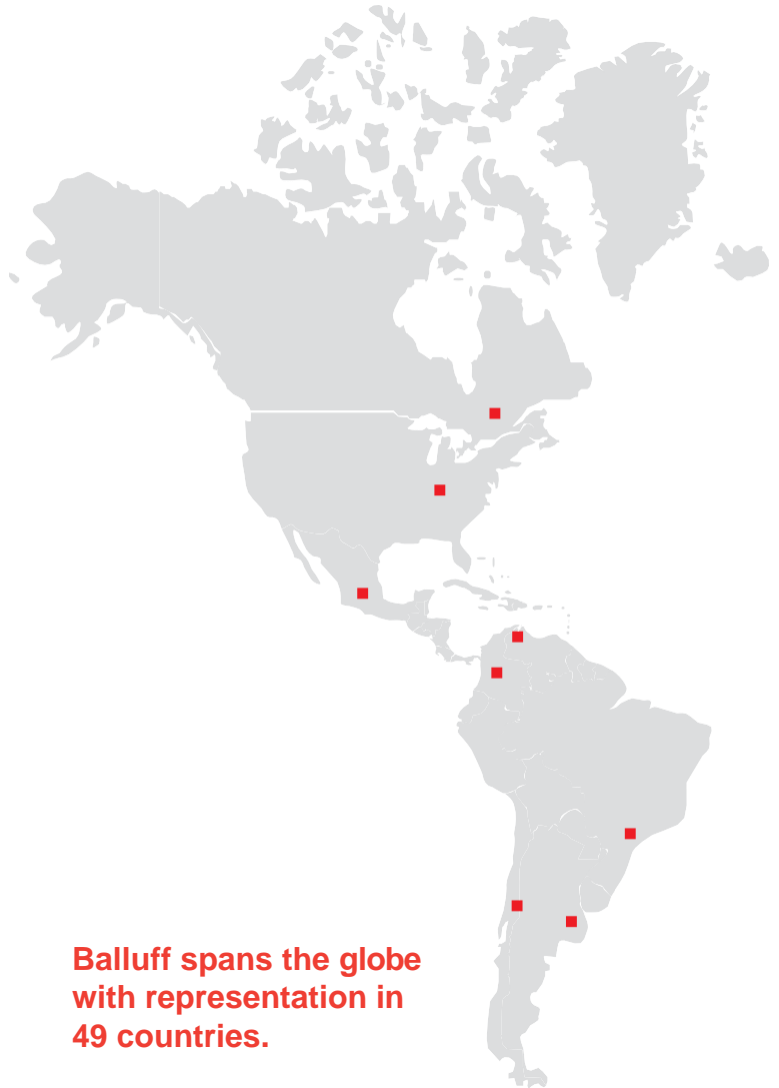 Balluff spans the globe
with representation in
49 countries.